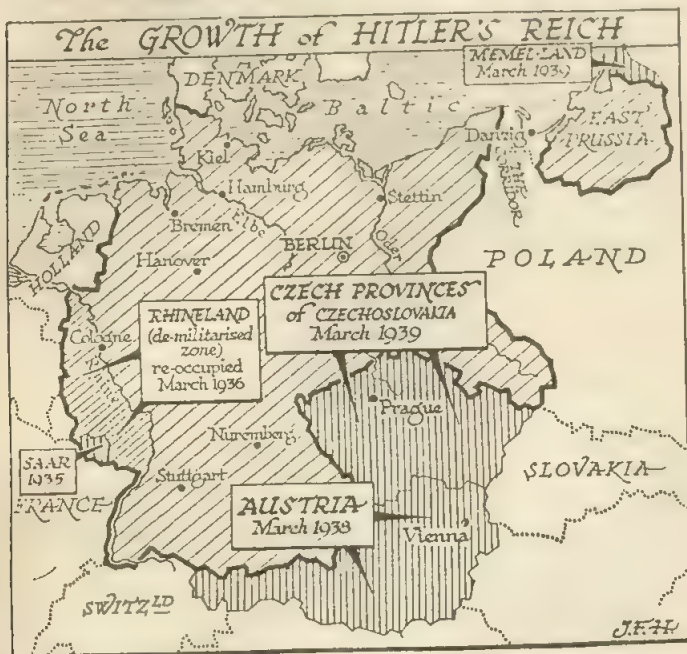 The GROWTH of HITLER'S REICH
MEMEL-LAND
March 1939
DENMARK
North
Sea
Baltic
EAST
PRUSSIA
Danzig
THE
CORRIDOR
Kiel
Hamburg
Stettin
Bremen
Elbe
Oder
HOLLAND
Hanover
BERLIN
POLAND
CZECH PROVINCES
of CZECHOSLOVAKIA
March 1939
RHINELAND
(de-militarised
zone)
re-occupied
March 1936
Cologne
Prague
Nuremberg
SAAR
1935
FRANCE
Stuttgart
SLOVAKIA
AUSTRIA
March 1938
Vienna
SWITZLD
J.F.H.